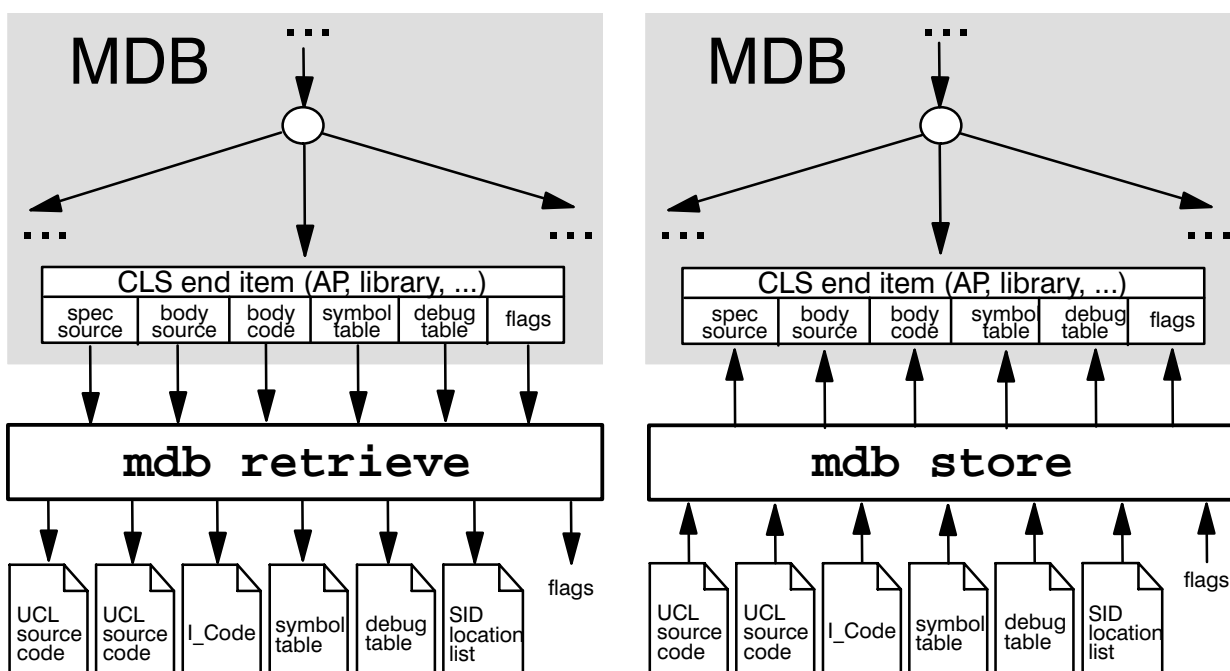 MDB
...
... ...
CLS end item (AP, library, ...)
spec source
body source
body code
symbol table
debug table
flags
mdb retrieve
UCL source code
UCL source code
I_Code
symbol table
debug table
SID location list
flags
MDB
...
... ...
CLS end item (AP, library, ...)
spec source
body source
body code
symbol table
debug table
flags
mdb store
UCL source code
UCL source code
I_Code
symbol table
debug table
SID location list
flags